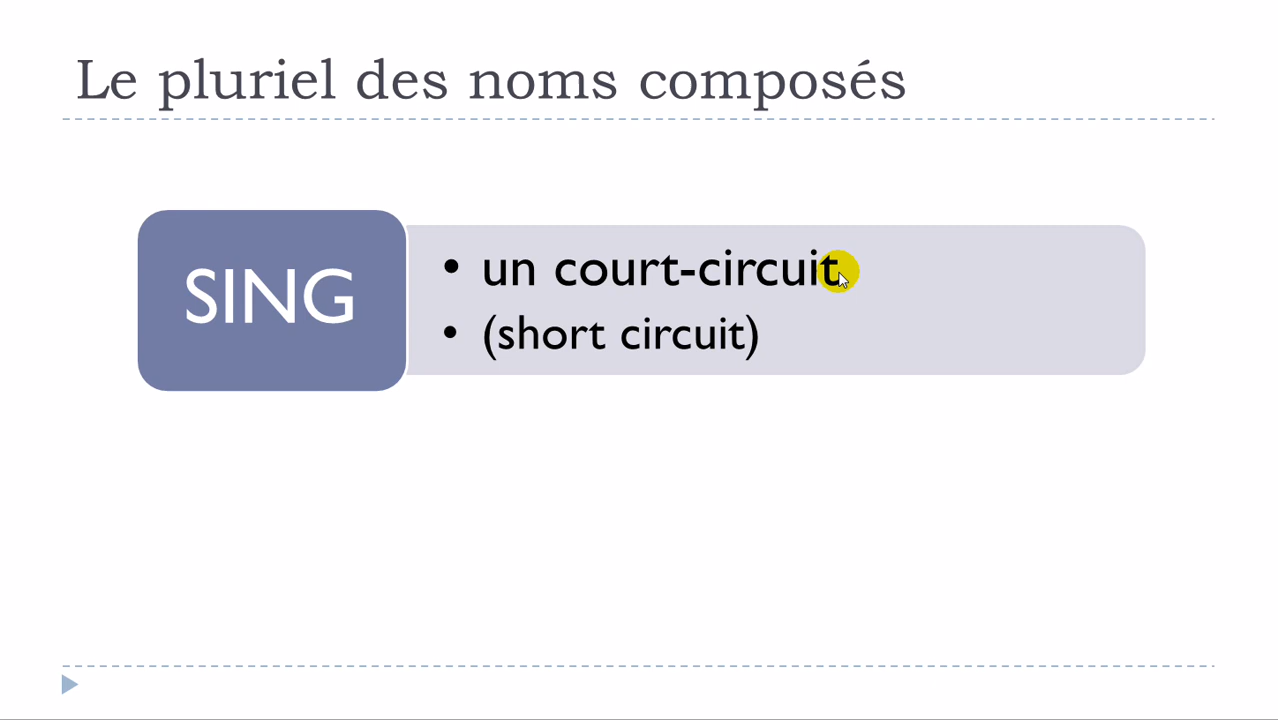 Le pluriel des noms composés
SING
• un court-circuit
• (short circuit)